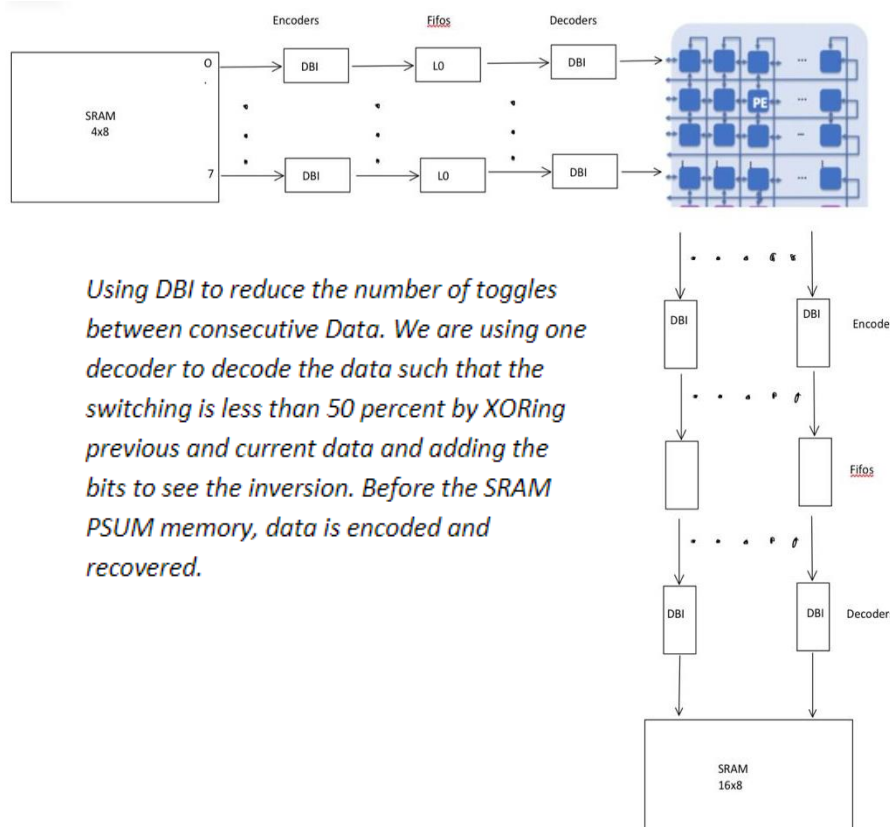 Encoders
Fifos
Decoders
0
DBI
L0
DBI
SRAM
4x8
PE
7
DBI
L0
DBI
Using DBI to reduce the number of toggles
between consecutive Data. We are using one
decoder to decode the data such that the
switching is less than 50 percent by XORing
previous and current data and adding the
bits to see the inversion. Before the SRAM
PSUM memory, data is encoded and
recovered.
DBI
DBI
Encode
Fifos
DBI
DBI
Decoder
SRAM
16x8